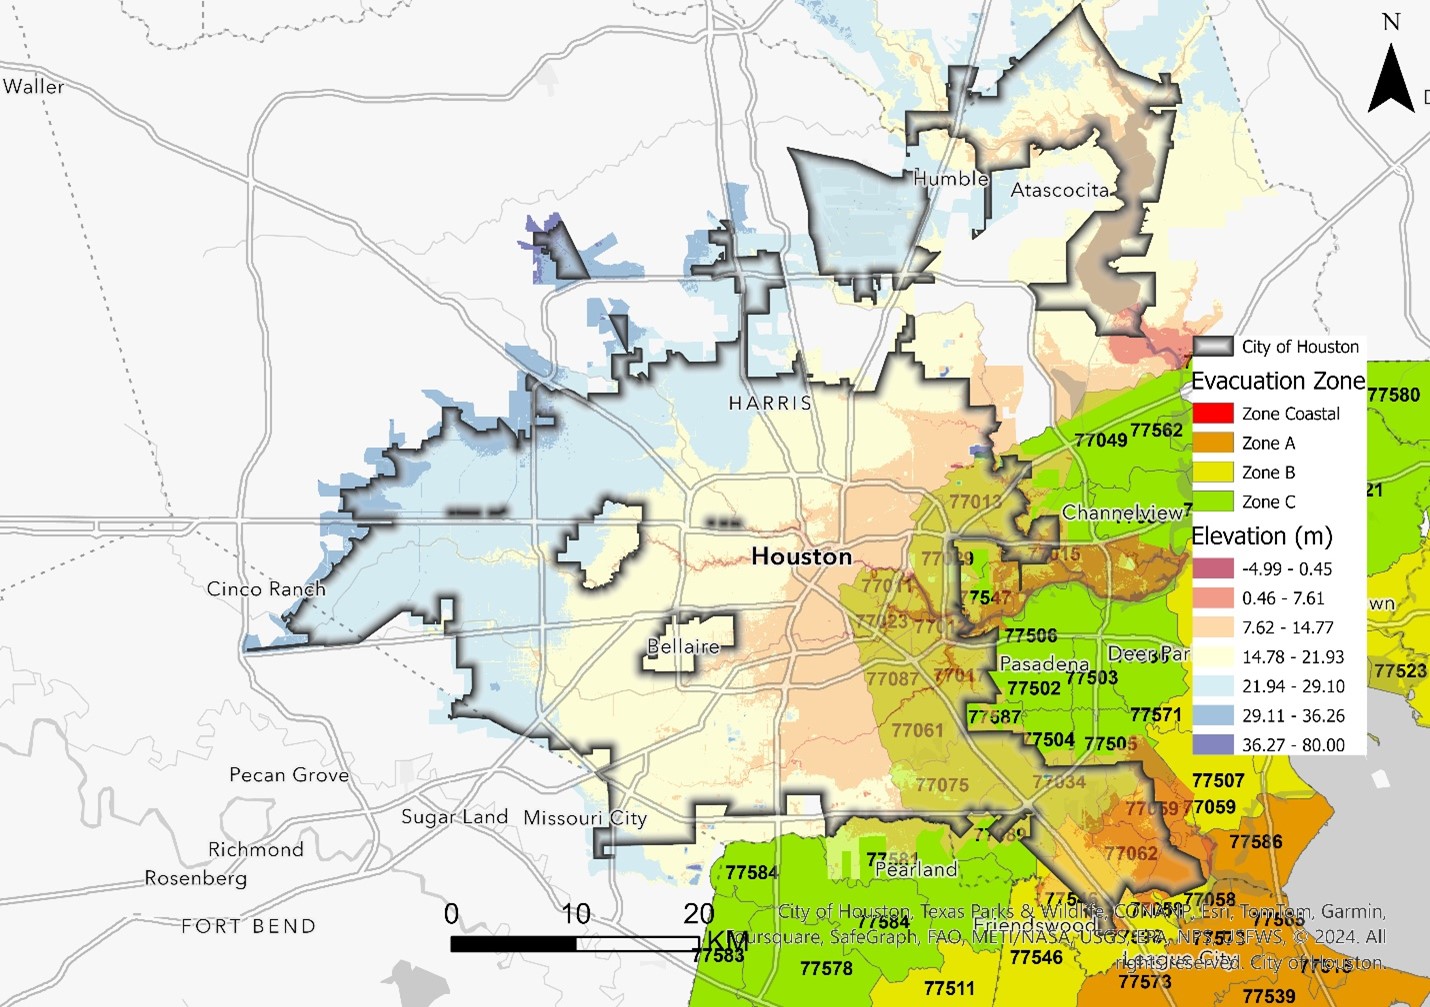 N
Waller
Humble
Atascocita
City of Houston
Evacuation Zone
Zone Coastal
Zone A
Zone B
Zone C
Elevation (m)
-4.99 - 0.45
0.46 - 7.61
7.62 - 14.77
14.78 - 21.93
21.94 - 29.10
29.11 - 36.26
36.27 - 80.00
77580
HARRIS
77049
77562
21
77013
Channelview
Houston
77029
77015
Cinco Ranch
77011
77547
wn
77023
77506
Bellaire
Pasadena
Deer Par
77523
77087
77502
77503
77587
77571
77061
77504
77505
Pecan Grove
77075
77034
77507
77059
77059
Sugar Land
Missouri City
77586
Richmond
77062
77581
Pearland
77584
Rosenberg
77058
0
10
20
KM
FORT BEND
77584
City of Houston, Texas Parks & Wildlife, CONANP, Esri, TomTom, Garmin,
Foursquare, SafeGraph, FAO, METI/NASA, USGS, EPA, NPS, USFWS, © 2024. All
rights reserved. City of Houston.
Friendswood
77583
77546
League City
77578
77573
77511
77539